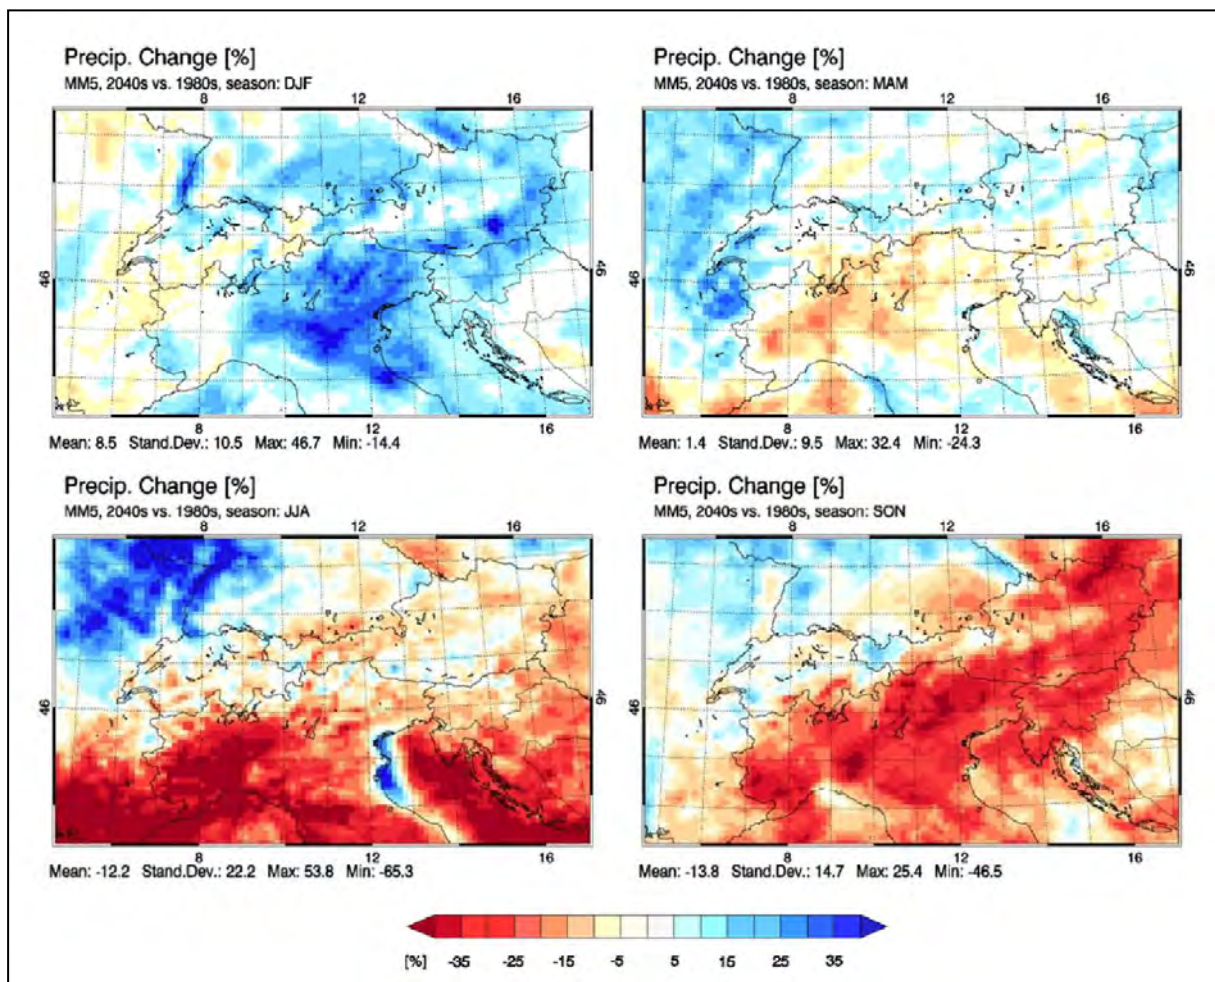 Precip. Change [%]
MM5, 2040s vs. 1980s, season: DJF
8
16
46
8
12
16
Mean: 8.5 Stand.Dev.: 10.5 Max: 46.7 Min: -14.4
Precip. Change [%]
MM5, 2040s vs. 1980s, season: MAM
8
12
16
46
46
8
12
16
Mean: 1.4 Stand.Dev.: 9.5 Max: 32.4 Min: -24.3
Precip. Change [%]
MM5, 2040s vs. 1980s, season: JJA
8
12
16
46
46
8
12
16
Mean: -12.2 Stand.Dev.: 22.2 Max: 53.8 Min: -65.3
Precip. Change [%]
MM5, 2040s vs. 1980s, season: SON
8
12
16
46
8
12
16
Mean: -13.8 Stand.Dev.: 14.7 Max: 25.4 Min: -46.5
[%] -35 -25 -15 -5 5 15 25 35